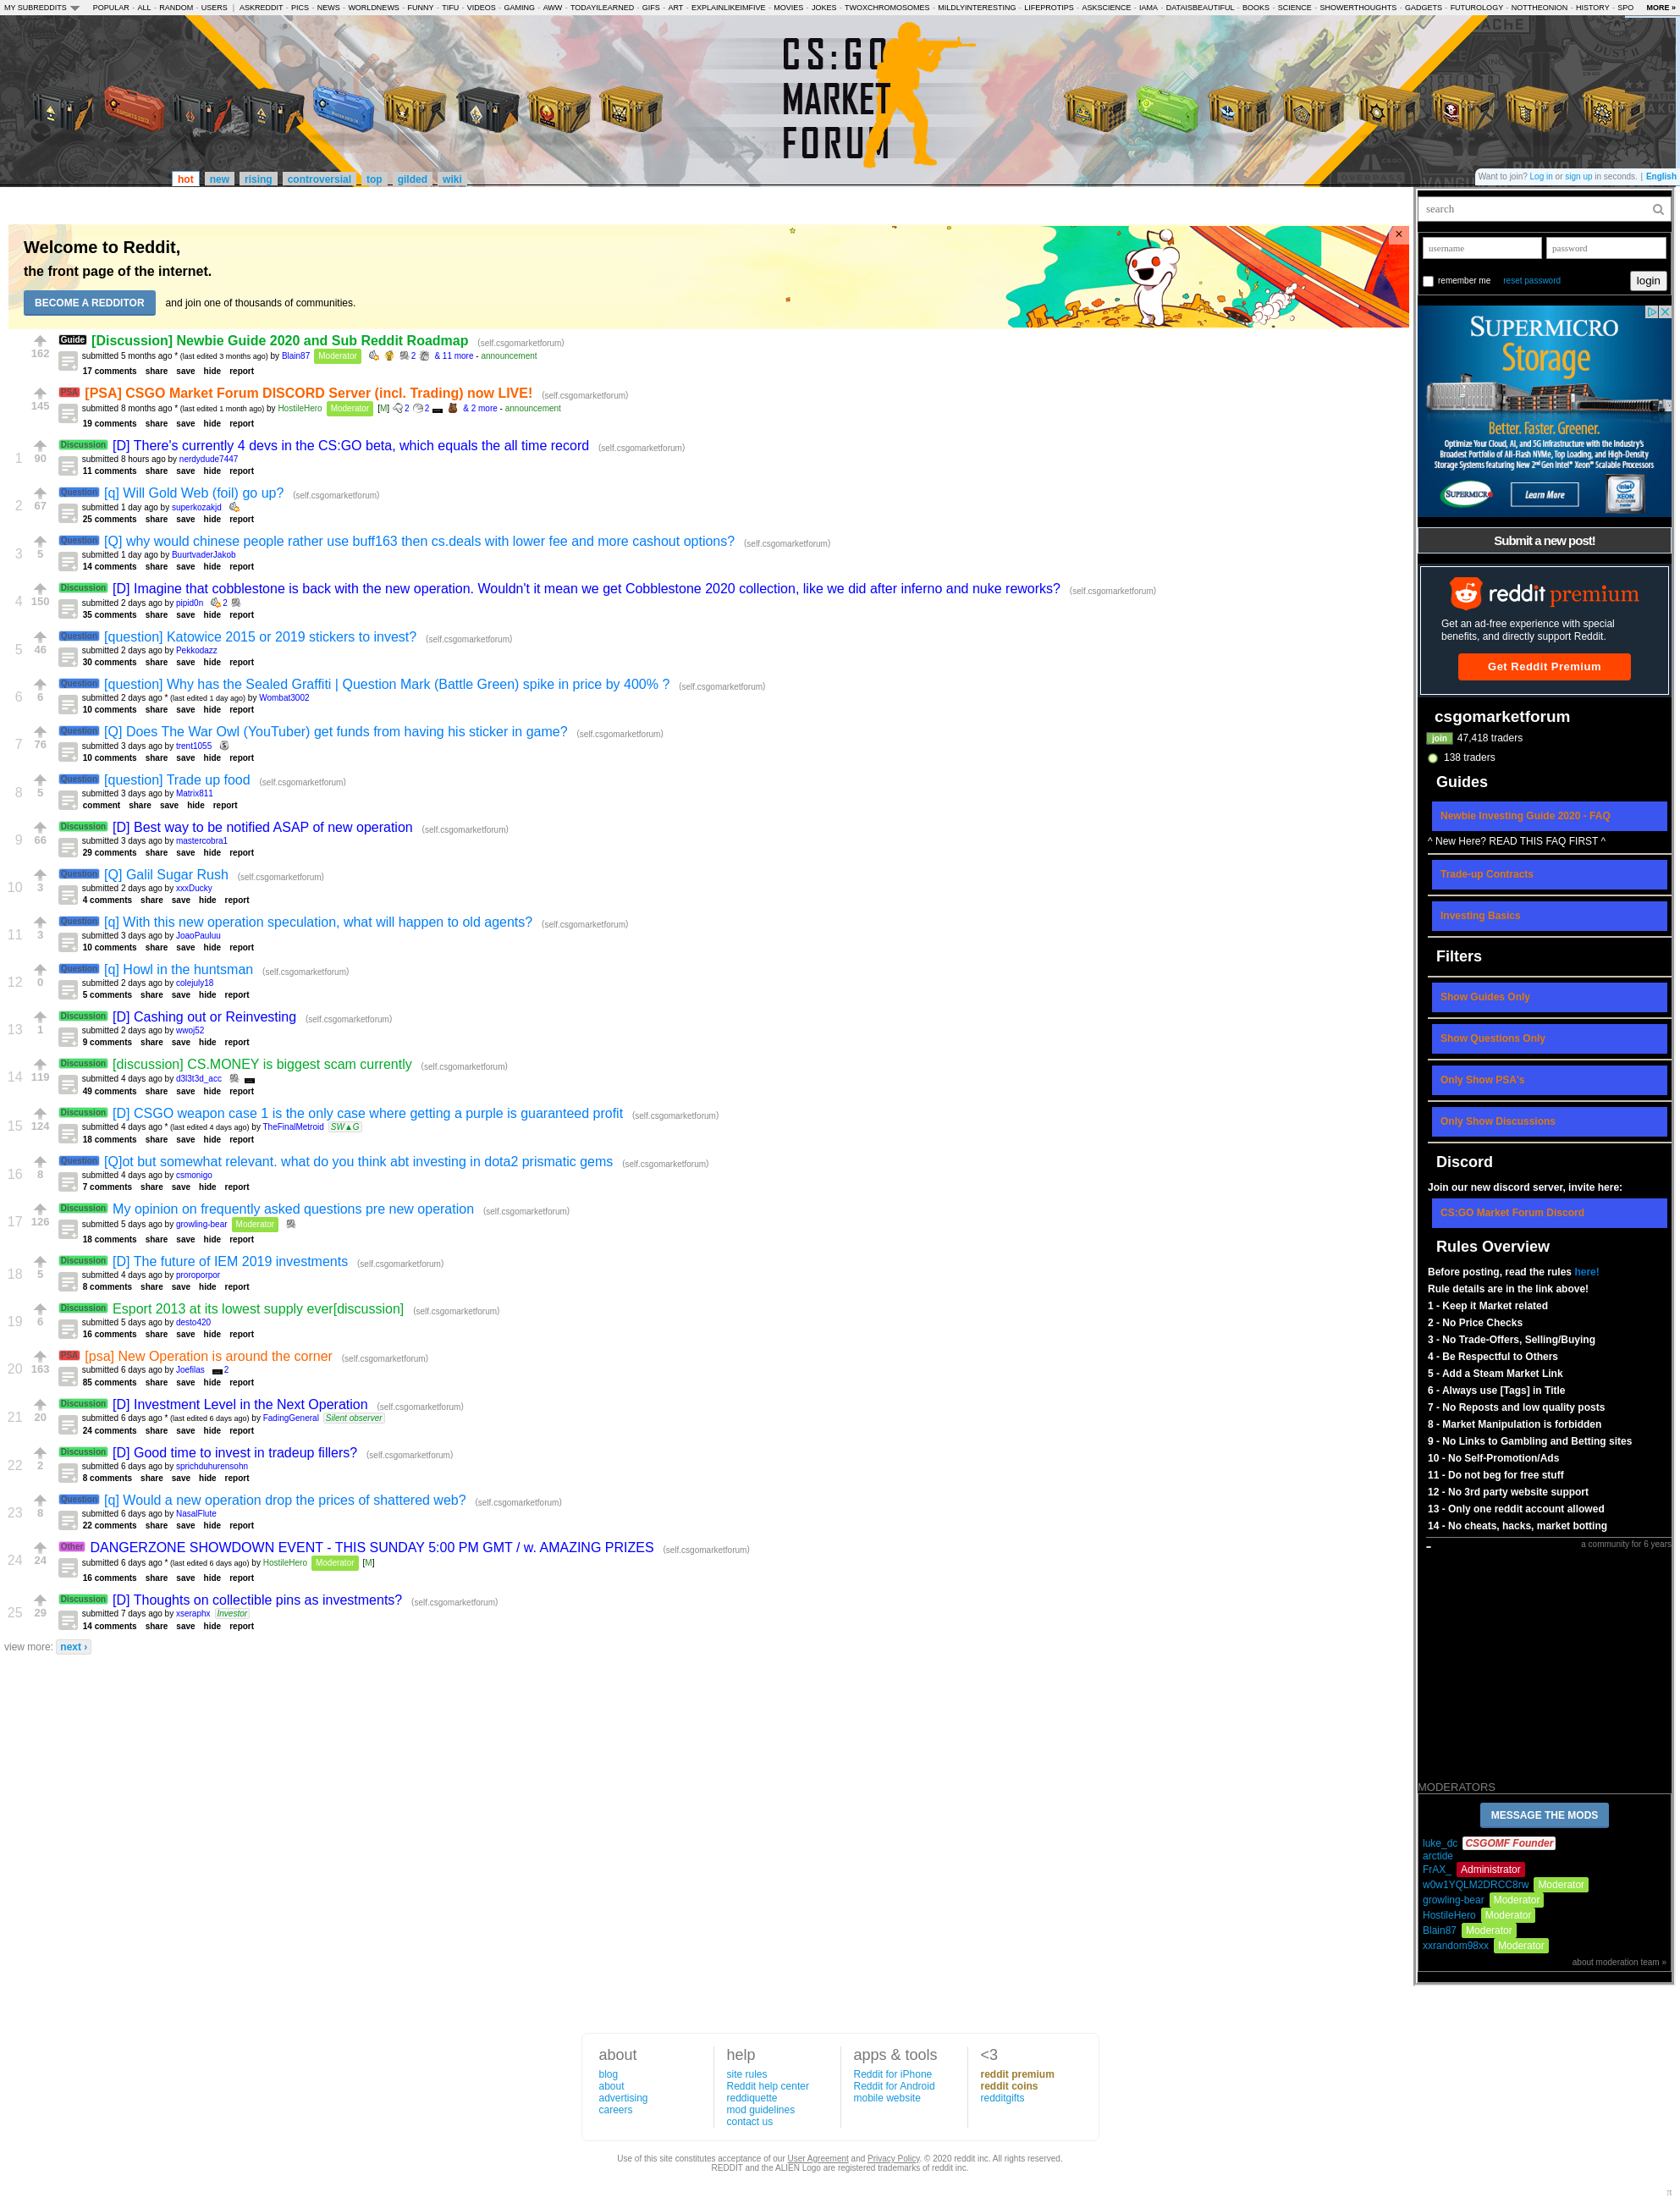 MY SUBREDDITS POPULAR - ALL - RANDOM - USERS | ASKREDDIT - PICS - NEWS - WORLDNEWS - FUNNY - TIFU - VIDEOS - GAMING - AWW - TODAYILEARNED - GIFS - ART - EXPLAINLIKEIMFIVE - MOVIES - JOKES - TWOXCHROMOSOMES - MILDLYINTERESTING - LIFEPROTIPS - ASKSCIENCE - IAMA - DATAISBEAUTIFUL - BOOKS - SCIENCE - SHOWERTHOUGHTS - GADGETS - FUTUROLOGY - NOTTHEONION - HISTORY - SPO MORE »
CS:GO
MARKET
FORUM
hot new rising controversial top gilded wiki
Want to join? Log in or sign up in seconds. | English
Welcome to Reddit,
the front page of the internet.
BECOME A REDDITOR and join one of thousands of communities.
×
162
Guide [Discussion] Newbie Guide 2020 and Sub Reddit Roadmap (self.csgomarketforum)
submitted 5 months ago * (last edited 3 months ago) by Blain87 Moderator 2 & 11 more - announcement
17 comments share save hide report
145
PSA [PSA] CSGO Market Forum DISCORD Server (incl. Trading) now LIVE! (self.csgomarketforum)
submitted 8 months ago * (last edited 1 month ago) by HostileHero Moderator [M] 2 2 & 2 more - announcement
19 comments share save hide report
1 90
Discussion [D] There's currently 4 devs in the CS:GO beta, which equals the all time record (self.csgomarketforum)
submitted 8 hours ago by nerdydude7447
11 comments share save hide report
2 67
Question [q] Will Gold Web (foil) go up? (self.csgomarketforum)
submitted 1 day ago by superkozakjd
25 comments share save hide report
3 5
Question [Q] why would chinese people rather use buff163 then cs.deals with lower fee and more cashout options? (self.csgomarketforum)
submitted 1 day ago by BuurtvaderJakob
14 comments share save hide report
4 150
Discussion [D] Imagine that cobblestone is back with the new operation. Wouldn't it mean we get Cobblestone 2020 collection, like we did after inferno and nuke reworks? (self.csgomarketforum)
submitted 2 days ago by pipid0n 2
35 comments share save hide report
5 46
Question [question] Katowice 2015 or 2019 stickers to invest? (self.csgomarketforum)
submitted 2 days ago by Pekkodazz
30 comments share save hide report
6 6
Question [question] Why has the Sealed Graffiti | Question Mark (Battle Green) spike in price by 400% ? (self.csgomarketforum)
submitted 2 days ago * (last edited 1 day ago) by Wombat3002
10 comments share save hide report
7 76
Question [Q] Does The War Owl (YouTuber) get funds from having his sticker in game? (self.csgomarketforum)
submitted 3 days ago by trent1055
10 comments share save hide report
8 5
Question [question] Trade up food (self.csgomarketforum)
submitted 3 days ago by Matrix811
comment share save hide report
9 66
Discussion [D] Best way to be notified ASAP of new operation (self.csgomarketforum)
submitted 3 days ago by mastercobra1
29 comments share save hide report
10 3
Question [Q] Galil Sugar Rush (self.csgomarketforum)
submitted 2 days ago by xxxDucky
4 comments share save hide report
11 3
Question [q] With this new operation speculation, what will happen to old agents? (self.csgomarketforum)
submitted 3 days ago by JoaoPauluu
10 comments share save hide report
12 0
Question [q] Howl in the huntsman (self.csgomarketforum)
submitted 2 days ago by colejuly18
5 comments share save hide report
13 1
Discussion [D] Cashing out or Reinvesting (self.csgomarketforum)
submitted 2 days ago by wwoj52
9 comments share save hide report
14 119
Discussion [discussion] CS.MONEY is biggest scam currently (self.csgomarketforum)
submitted 4 days ago by d3l3t3d_acc
49 comments share save hide report
15 124
Discussion [D] CSGO weapon case 1 is the only case where getting a purple is guaranteed profit (self.csgomarketforum)
submitted 4 days ago * (last edited 4 days ago) by TheFinalMetroid SW▲G
18 comments share save hide report
16 8
Question [Q]ot but somewhat relevant. what do you think abt investing in dota2 prismatic gems (self.csgomarketforum)
submitted 4 days ago by csmonigo
7 comments share save hide report
17 126
Discussion My opinion on frequently asked questions pre new operation (self.csgomarketforum)
submitted 5 days ago by growling-bear Moderator
18 comments share save hide report
18 5
Discussion [D] The future of IEM 2019 investments (self.csgomarketforum)
submitted 4 days ago by proroporpor
8 comments share save hide report
19 6
Discussion Esport 2013 at its lowest supply ever[discussion] (self.csgomarketforum)
submitted 5 days ago by desto420
16 comments share save hide report
20 163
PSA [psa] New Operation is around the corner (self.csgomarketforum)
submitted 6 days ago by Joefilas 2
85 comments share save hide report
21 20
Discussion [D] Investment Level in the Next Operation (self.csgomarketforum)
submitted 6 days ago * (last edited 6 days ago) by FadingGeneral Silent observer
24 comments share save hide report
22 2
Discussion [D] Good time to invest in tradeup fillers? (self.csgomarketforum)
submitted 6 days ago by sprichduhurensohn
8 comments share save hide report
23 8
Question [q] Would a new operation drop the prices of shattered web? (self.csgomarketforum)
submitted 6 days ago by NasalFlute
22 comments share save hide report
24 24
Other DANGERZONE SHOWDOWN EVENT - THIS SUNDAY 5:00 PM GMT / w. AMAZING PRIZES (self.csgomarketforum)
submitted 6 days ago * (last edited 6 days ago) by HostileHero Moderator [M]
16 comments share save hide report
25 29
Discussion [D] Thoughts on collectible pins as investments? (self.csgomarketforum)
submitted 7 days ago by xseraphx Investor
14 comments share save hide report
view more: next ›
search
username password
remember me reset password login
SUPERMICRO
Storage
Better. Faster. Greener.
Optimize Your Cloud, AI, and 5G Infrastructure with the Industry's
Broadest Portfolio of All-Flash NVMe, Top Loading, and High-Density
Storage Systems featuring New 2nd Gen Intel® Xeon® Scalable Processors
SUPERMICRO Learn More intel XEON PLATINUM inside
Submit a new post!
reddit premium
Get an ad-free experience with special
benefits, and directly support Reddit.
Get Reddit Premium
csgomarketforum
join 47,418 traders
138 traders
Guides
Newbie Investing Guide 2020 - FAQ
^ New Here? READ THIS FAQ FIRST ^
Trade-up Contracts
Investing Basics
Filters
Show Guides Only
Show Questions Only
Only Show PSA's
Only Show Discussions
Discord
Join our new discord server, invite here:
CS:GO Market Forum Discord
Rules Overview
Before posting, read the rules here!
Rule details are in the link above!
1 - Keep it Market related
2 - No Price Checks
3 - No Trade-Offers, Selling/Buying
4 - Be Respectful to Others
5 - Add a Steam Market Link
6 - Always use [Tags] in Title
7 - No Reposts and low quality posts
8 - Market Manipulation is forbidden
9 - No Links to Gambling and Betting sites
10 - No Self-Promotion/Ads
11 - Do not beg for free stuff
12 - No 3rd party website support
13 - Only one reddit account allowed
14 - No cheats, hacks, market botting
a community for 6 years
MODERATORS
MESSAGE THE MODS
luke_dc CSGOMF Founder
arctide
FrAX_ Administrator
w0w1YQLM2DRCC8rw Moderator
growling-bear Moderator
HostileHero Moderator
Blain87 Moderator
xxrandom98xx Moderator
about moderation team »
about
blog
about
advertising
careers
help
site rules
Reddit help center
reddiquette
mod guidelines
contact us
apps & tools
Reddit for iPhone
Reddit for Android
mobile website
<3
reddit premium
reddit coins
redditgifts
Use of this site constitutes acceptance of our User Agreement and Privacy Policy. © 2020 reddit inc. All rights reserved.
REDDIT and the ALIEN Logo are registered trademarks of reddit inc.
π